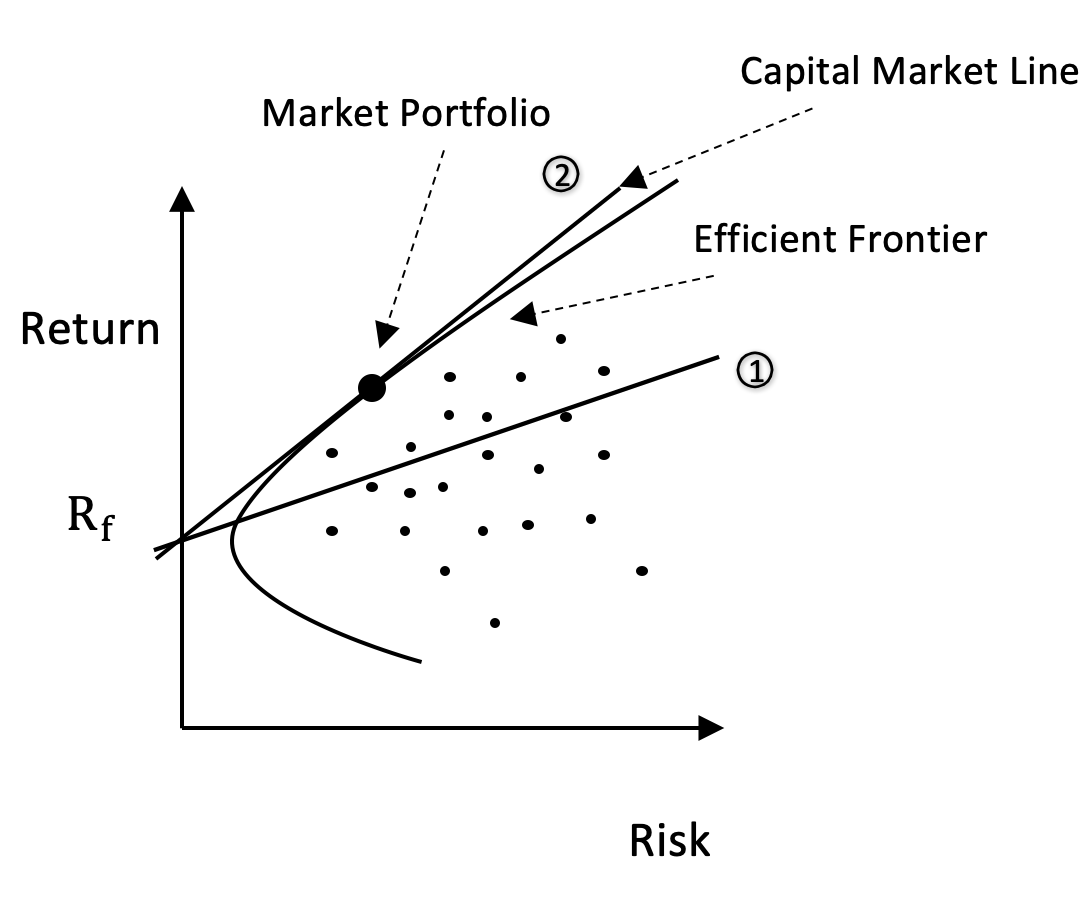 Capital Market Line
Market Portfolio
②
Efficient Frontier
Return
①
Rf
Risk